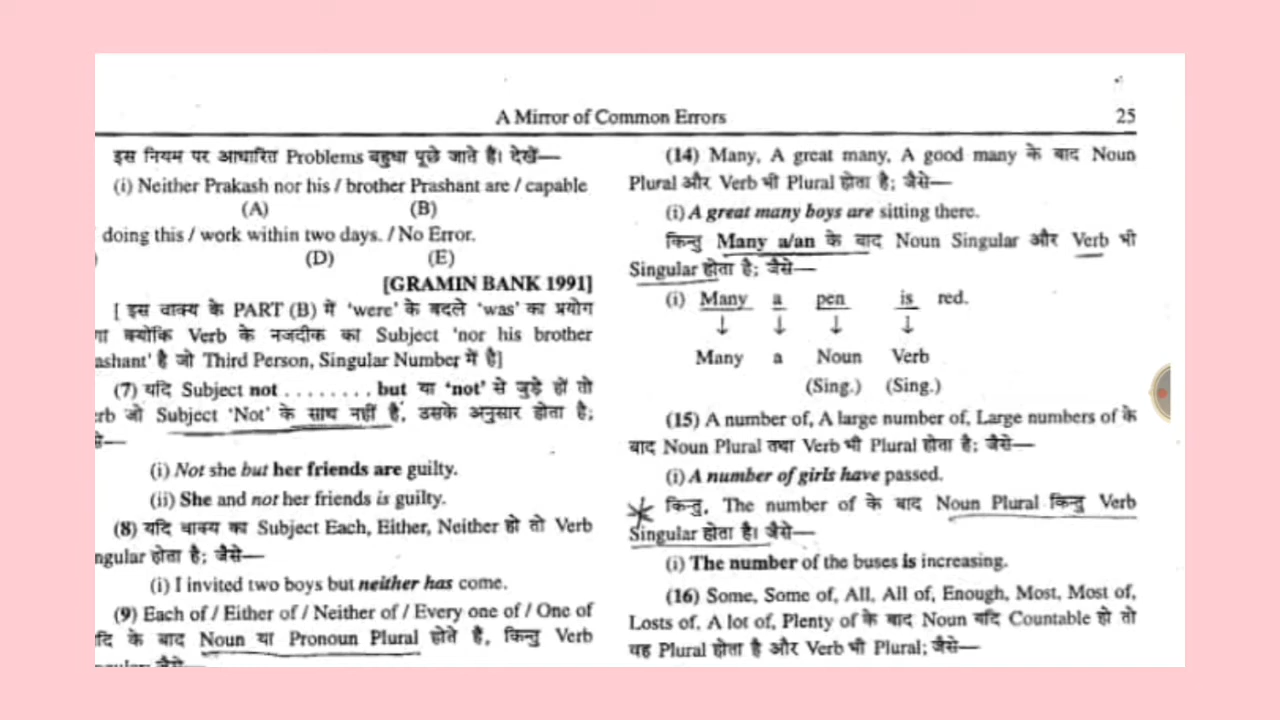 A Mirror of Common Errors
25
इस नियम पर आधारित Problems बहुधा पूछे जाते हैं। देखें—
(i) Neither Prakash nor his / brother Prashant are / capable
(A) (B)
doing this / work within two days. / No Error.
) (D) (E)
[GRAMIN BANK 1991]
[ इस वाक्य के PART (B) में ‘were’ के बदले ‘was’ का प्रयोग
गा क्योंकि Verb के नजदीक का Subject ‘nor his brother
ashant’ है जो Third Person, Singular Number में है]
(7) यदि Subject not . . . . . . . . but या ‘not’ से जुड़े हों तो
rb जो Subject ‘Not’ के साथ नहीं है, उसके अनुसार होता है;
से—
(i) Not she but her friends are guilty.
(ii) She and not her friends is guilty.
(8) यदि वाक्य का Subject Each, Either, Neither हो तो Verb
ngular होता है; जैसे—
(i) I invited two boys but neither has come.
(9) Each of / Either of / Neither of / Every one of / One of
दि के बाद Noun या Pronoun Plural होते है, किन्तु Verb
(14) Many, A great many, A good many के बाद Noun
Plural और Verb भी Plural होता है; जैसे—
(i) A great many boys are sitting there.
किन्तु Many a/an के बाद Noun Singular और Verb भी
Singular होता है; जैसे—
(i) Many a pen is red.
↓ ↓ ↓ ↓
Many a Noun Verb
(Sing.) (Sing.)
(15) A number of, A large number of, Large numbers of के
बाद Noun Plural तथा Verb भी Plural होता है; जैसे—
(i) A number of girls have passed.
किन्तु, The number of के बाद Noun Plural किन्तु Verb
Singular होता है। जैसे—
(i) The number of the buses is increasing.
(16) Some, Some of, All, All of, Enough, Most, Most of,
Losts of, A lot of, Plenty of के बाद Noun यदि Countable हो तो
यह Plural होता है और Verb भी Plural; जैसे—